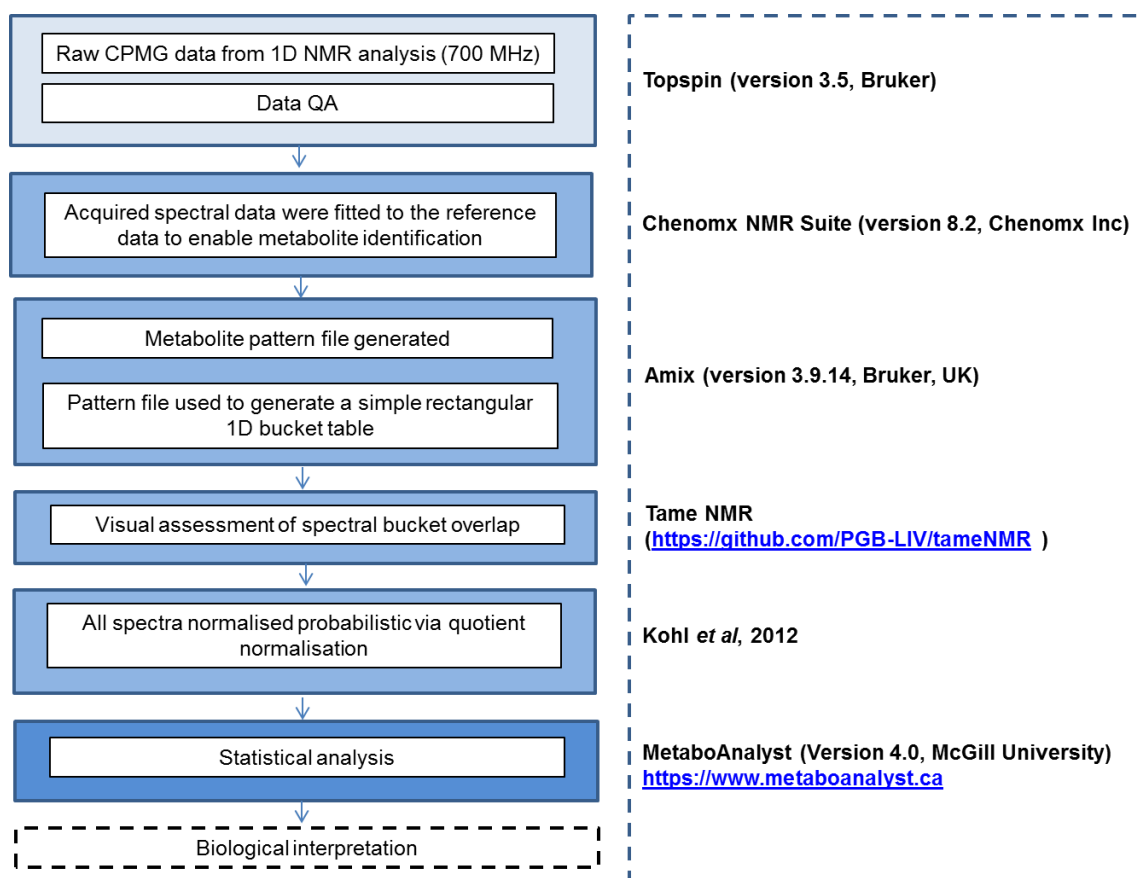 Raw CPMG data from 1D NMR analysis (700 MHz)
Data QA
Topspin (version 3.5, Bruker)
Acquired spectral data were fitted to the reference
data to enable metabolite identification
Chenomx NMR Suite (version 8.2, Chenomx Inc)
Metabolite pattern file generated
Pattern file used to generate a simple rectangular
1D bucket table
Amix (version 3.9.14, Bruker, UK)
Visual assessment of spectral bucket overlap
Tame NMR
(https://github.com/PGB-LIV/tameNMR )
All spectra normalised probabilistic via quotient
normalisation
Kohl et al, 2012
Statistical analysis
MetaboAnalyst (Version 4.0, McGill University)
https://www.metaboanalyst.ca
Biological interpretation